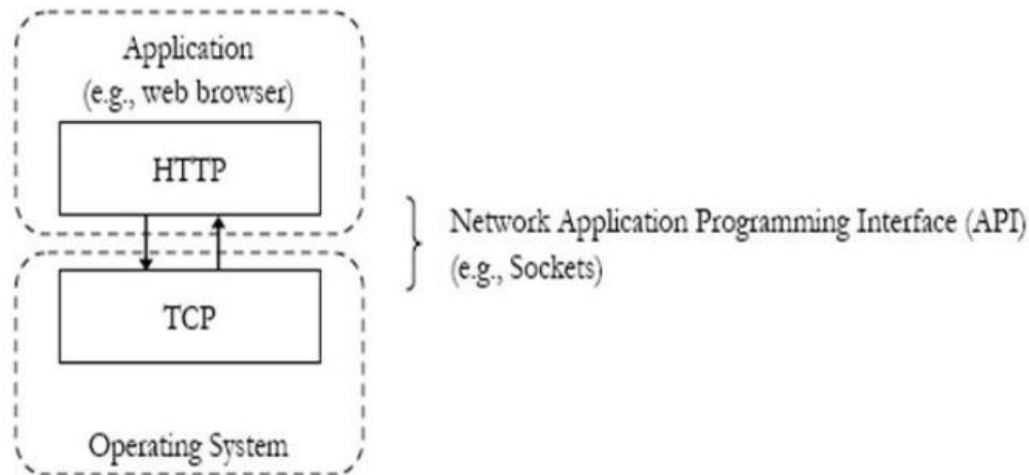 Application
(e.g., web browser)
HTTP
Network Application Programming Interface (API)
(e.g., Sockets)
TCP
Operating System